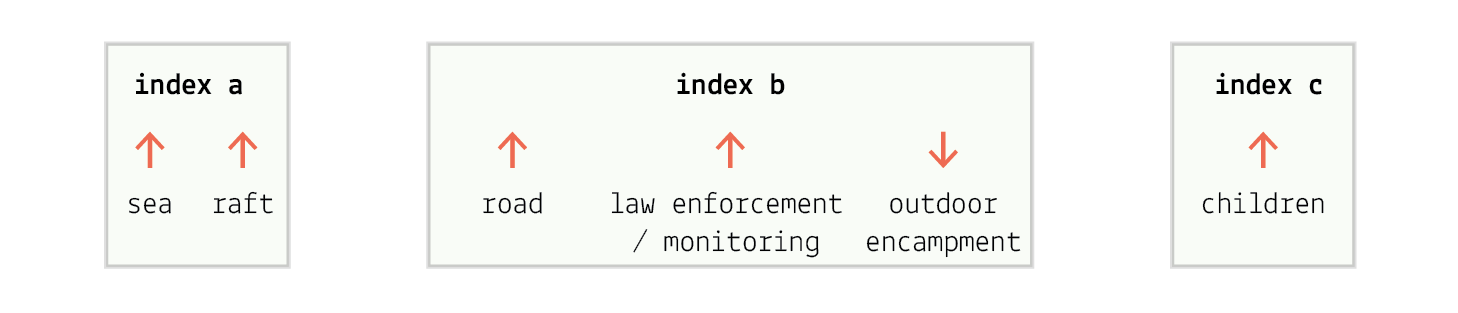 index a
sea raft
index b
road law enforcement outdoor
/ monitoring encampment
index c
children